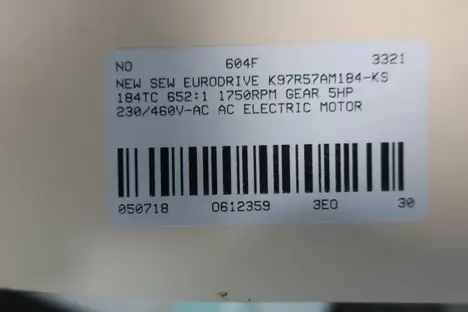 NO 604F 3321
NEW SEW EURODRIVE K97R57AM184-KS
184TC 652:1 1750RPM GEAR 5HP
230/460V-AC AC ELECTRIC MOTOR
050718 0612359 3EO 30